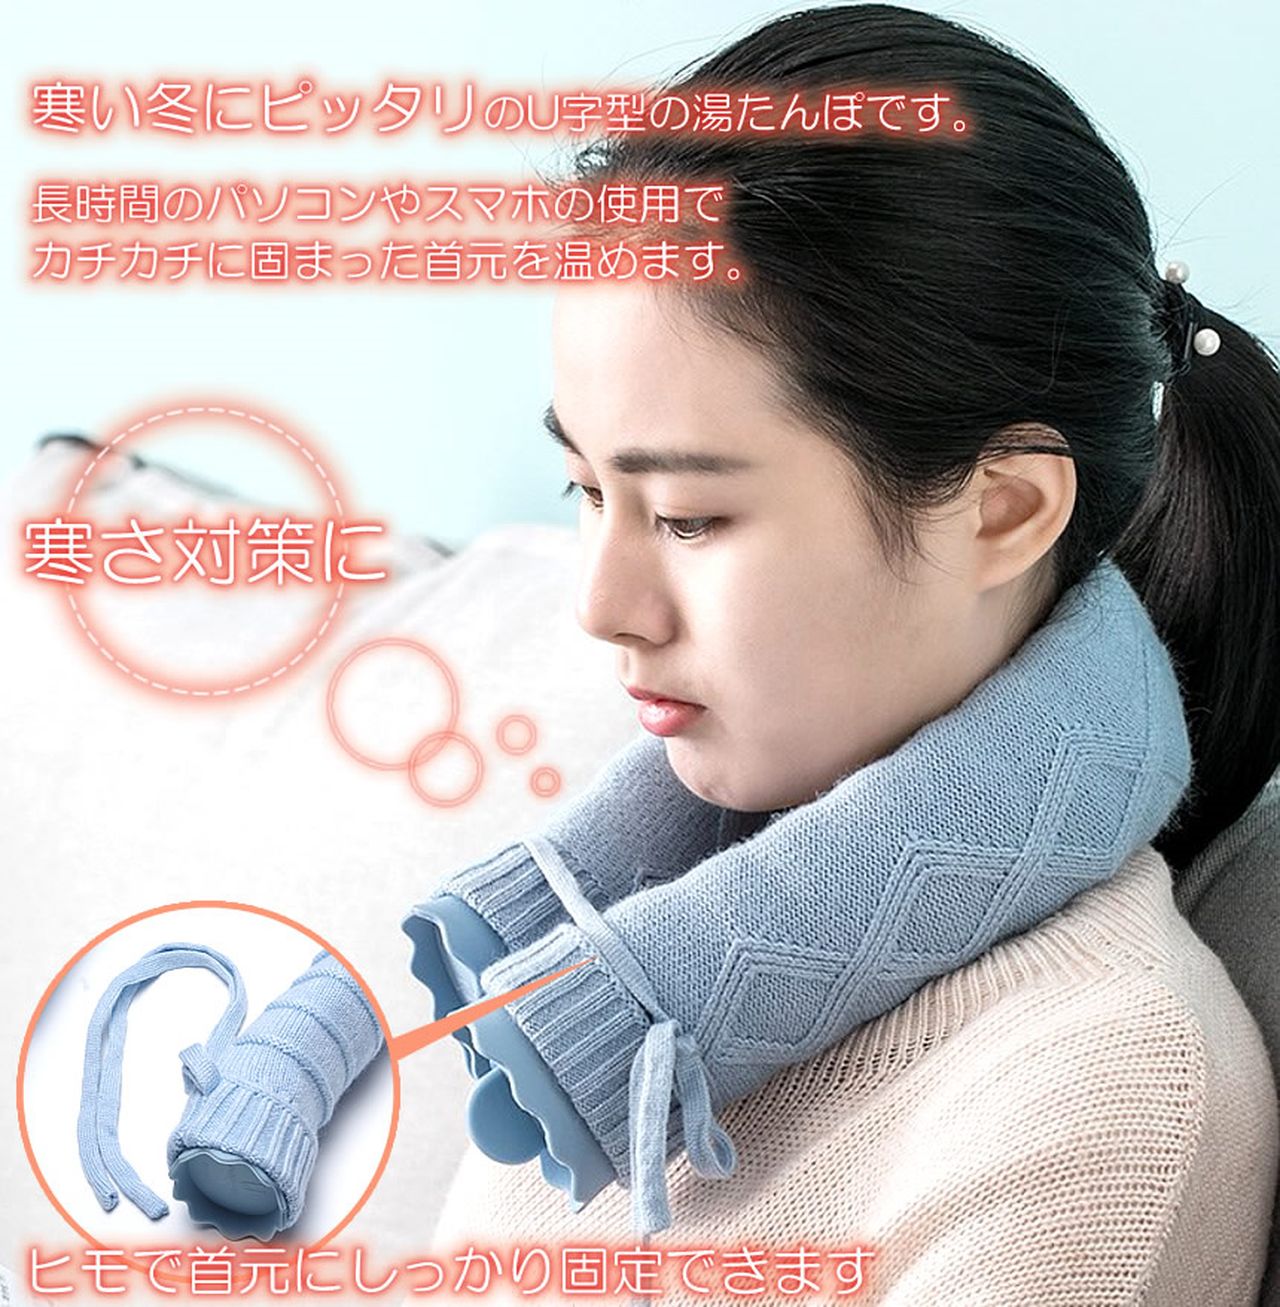 寒い冬にピッタリのU字型の湯たんぽです。
長時間のパソコンやスマホの使用で
カチカチに固まった首元を温めます。
寒さ対策に
ヒモで首元にしっかり固定できます